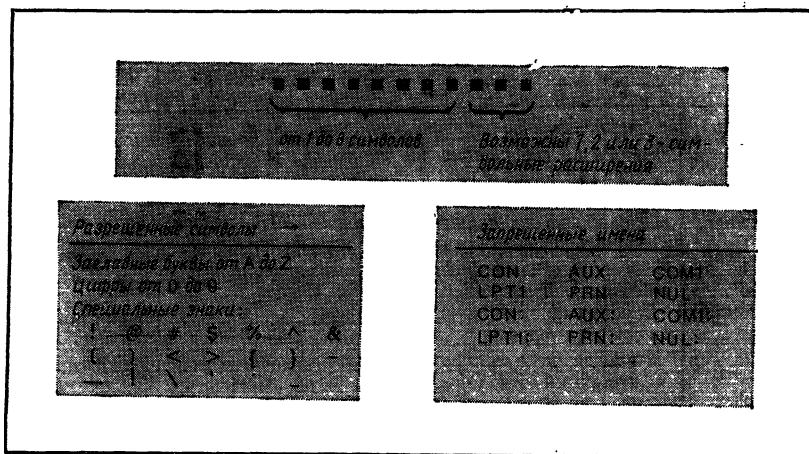 от 1 до 8 символов
Возможны 1, 2 или 3-сим-
вольные расширения
Разрешенные символы →
Заглавные буквы от A до Z
Цифры от 0 до 9
Специальные знаки:
! @ # $ % ^ &
( ) < > { } -
— | \ ` ' _
Запрещенные имена
CON AUX COM1
LPT1 PRN NUL
CON: AUX: COM1:
LPT1: PRN: NUL: